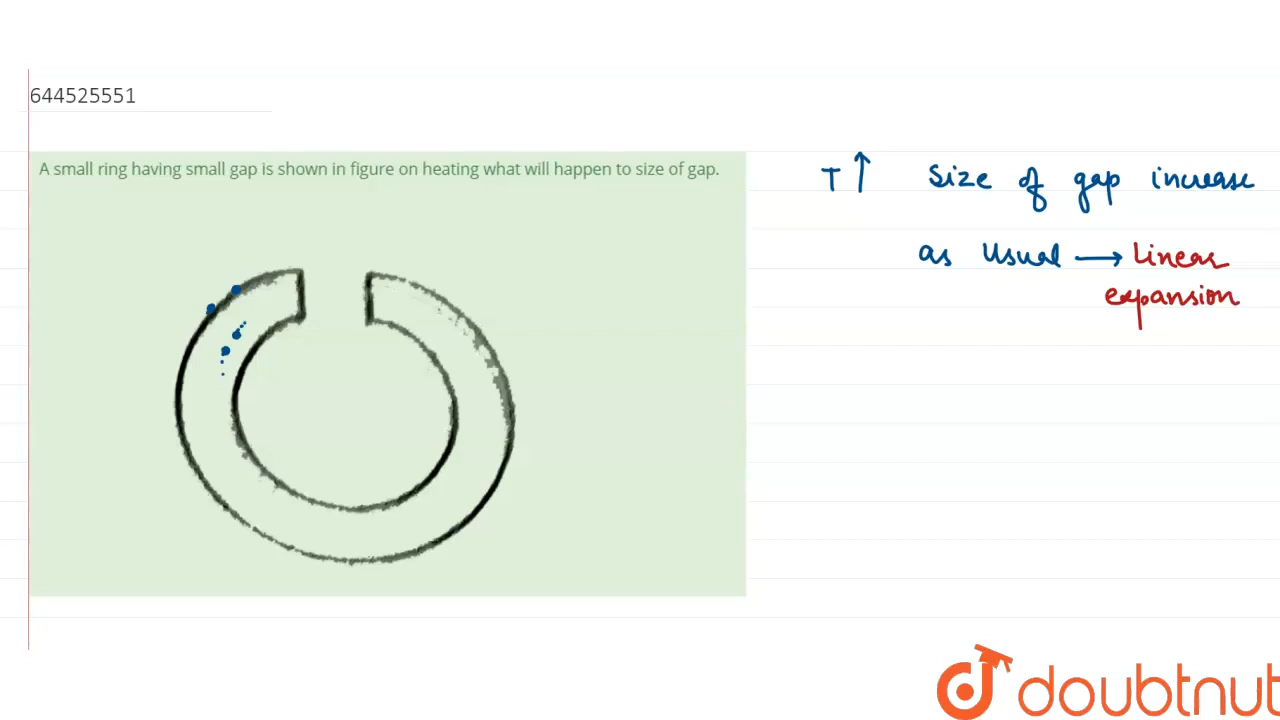 644525551
A small ring having small gap is shown in figure on heating what will happen to size of gap.
T↑ Size of gap increase
as usual → Linear
expansion
doubtnut